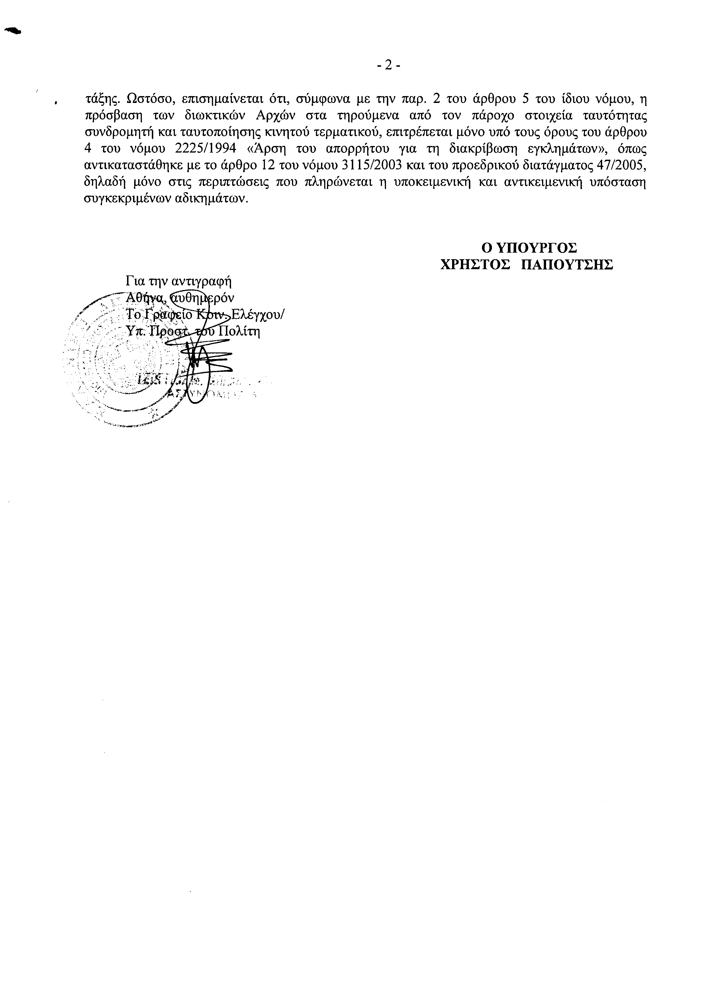 - 2 -
τάξης. Ωστόσο, επισημαίνεται ότι, σύμφωνα με την παρ. 2 του άρθρου 5 του ίδιου νόμου, η
πρόσβαση των διωκτικών Αρχών στα τηρούμενα από τον πάροχο στοιχεία ταυτότητας
συνδρομητή και ταυτοποίησης κινητού τερματικού, επιτρέπεται μόνο υπό τους όρους του άρθρου
4 του νόμου 2225/1994 «Άρση του απορρήτου για τη διακρίβωση εγκλημάτων», όπως
αντικαταστάθηκε με το άρθρο 12 του νόμου 3115/2003 και του προεδρικού διατάγματος 47/2005,
δηλαδή μόνο στις περιπτώσεις που πληρώνεται η υποκειμενική και αντικειμενική υπόσταση
συγκεκριμένων αδικημάτων.
Ο ΥΠΟΥΡΓΟΣ
ΧΡΗΣΤΟΣ ΠΑΠΟΥΤΣΗΣ
Για την αντιγραφή
Αθήνα, αυθημερόν
Το Γραφείο Κοιν. Ελέγχου/
Υπ. Προστ. του Πολίτη
ΑΣΤΥΝΟΜΟΣ Α